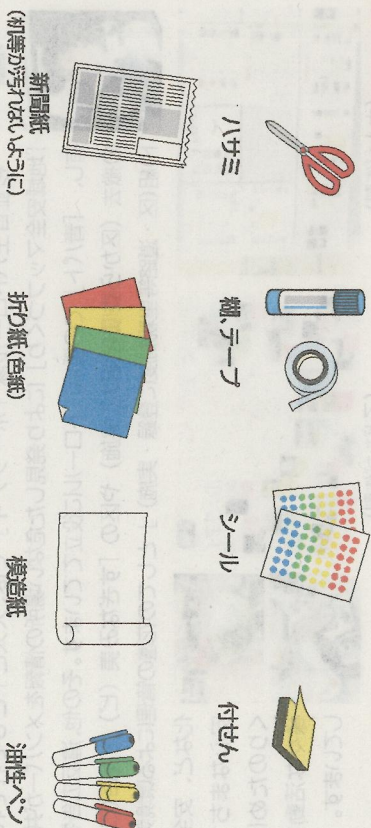 ハサミ
糊、テープ
シール
付せん
新聞紙
(机等が汚れないように)
折り紙(色紙)
模造紙
油性ペン